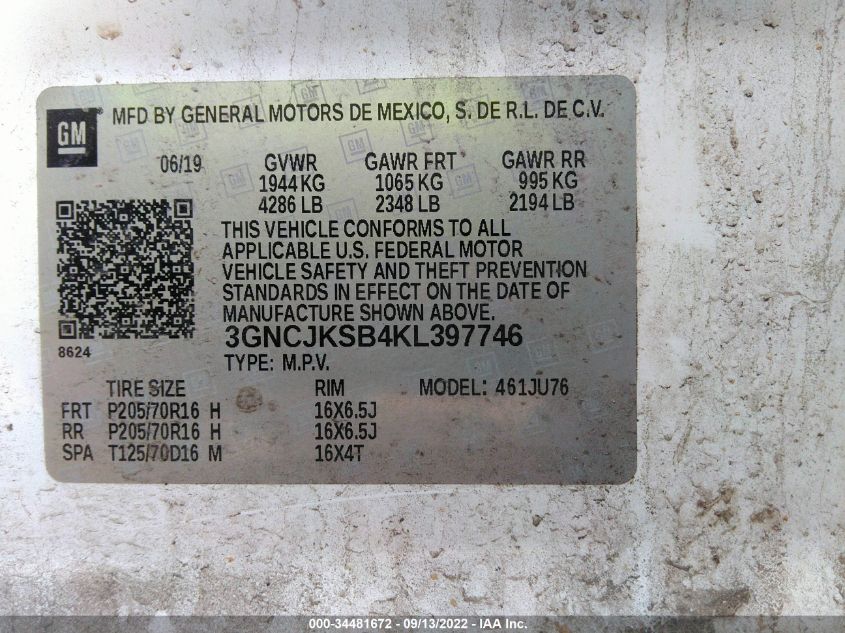 GM MFD BY GENERAL MOTORS DE MEXICO, S. DE R.L. DE C.V.
06/19 GVWR GAWR FRT GAWR RR
1944 KG 1065 KG 995 KG
4286 LB 2348 LB 2194 LB
THIS VEHICLE CONFORMS TO ALL
APPLICABLE U.S. FEDERAL MOTOR
VEHICLE SAFETY AND THEFT PREVENTION
STANDARDS IN EFFECT ON THE DATE OF
MANUFACTURE SHOWN ABOVE.
3GNCJKSB4KL397746
8624
TYPE: M.P.V.
TIRE SIZE RIM MODEL: 461JU76
FRT P205/70R16 H 16X6.5J
RR P205/70R16 H 16X6.5J
SPA T125/70D16 M 16X4T
000-34481672 - 09/13/2022 - IAA Inc.